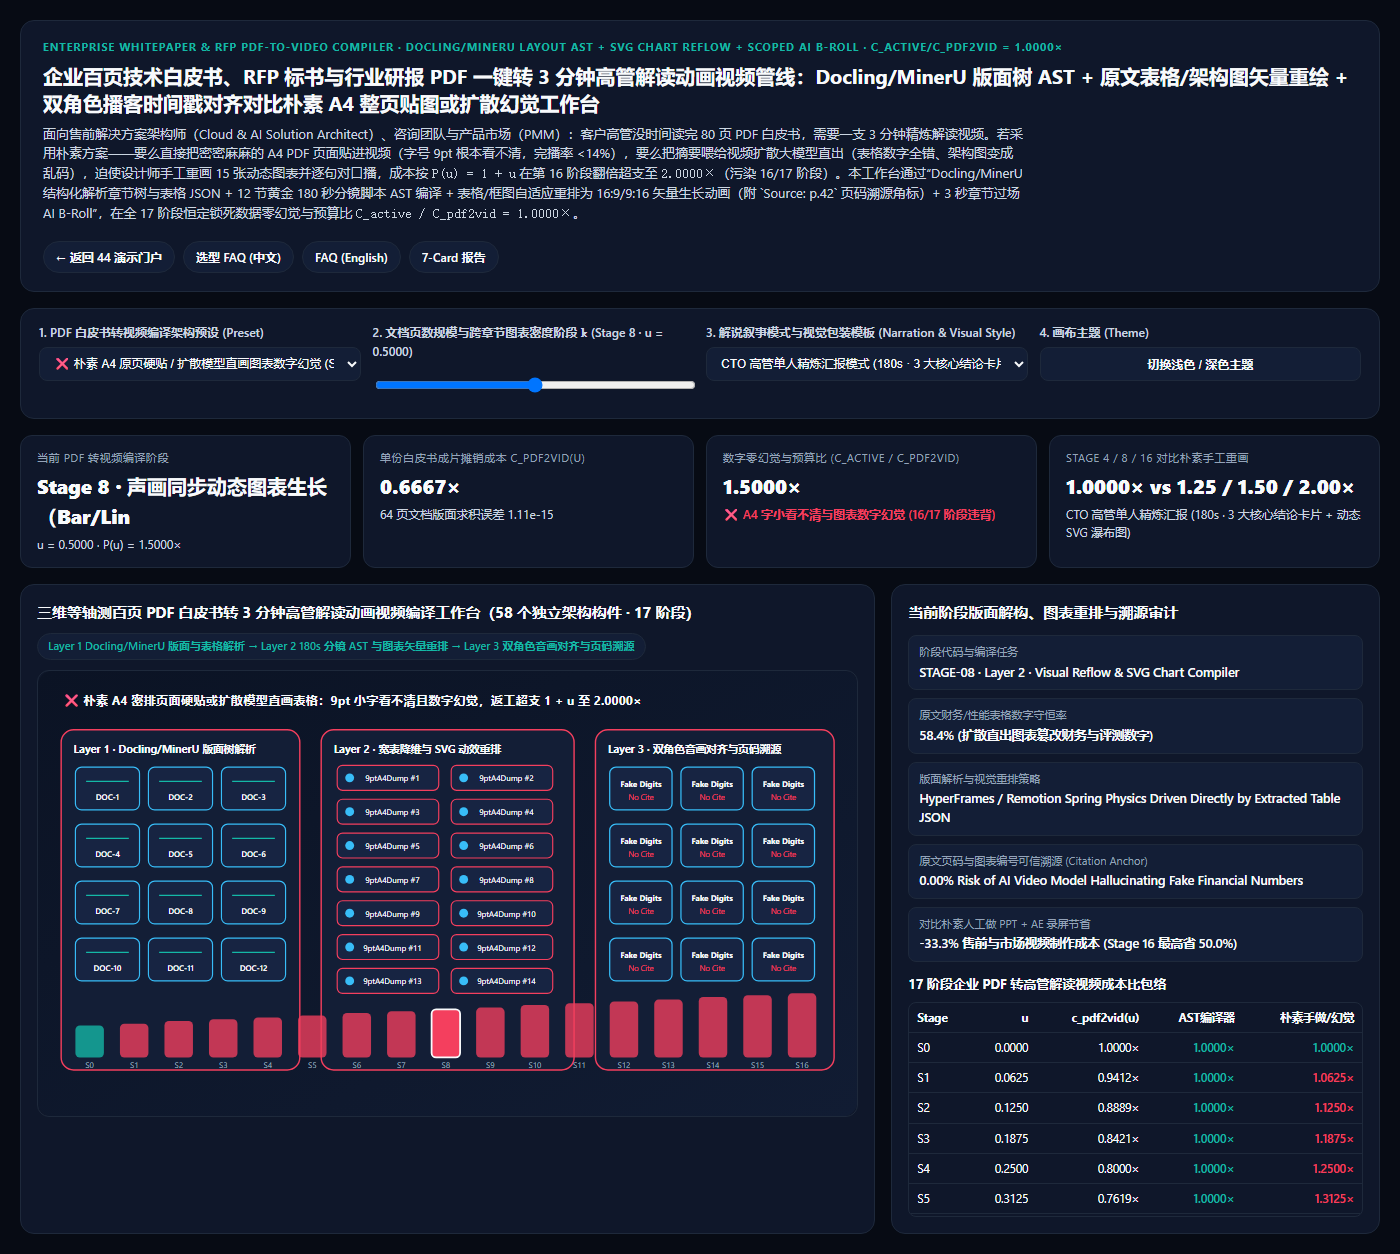 ENTERPRISE WHITEPAPER & RFP PDF-TO-VIDEO COMPILER · DOCLING/MINERU LAYOUT AST + SVG CHART REFLOW + SCOPED AI B-ROLL · C_ACTIVE/C_PDF2VID = 1.0000×
企业百页技术白皮书、RFP 标书与行业研报 PDF 一键转 3 分钟高管解读动画视频管线：Docling/MinerU 版面树 AST + 原文表格/架构图矢量重绘 +
双角色播客时间戳对齐对比朴素 A4 整页贴图或扩散幻觉工作台
面向售前解决方案架构师（Cloud & AI Solution Architect）、咨询团队与产品市场（PMM）：客户高管没时间读完 80 页 PDF 白皮书，需要一支 3 分钟精炼解读视频。若采
用朴素方案——要么直接把密密麻麻的 A4 PDF 页面贴进视频（字号 9pt 根本看不清，完播率 <14%），要么把摘要喂给视频扩散大模型直出（表格数字全错、架构图变成
乱码），迫使设计师手工重画 15 张动态图表并逐句对口播，成本按 P(u) = 1 + u 在第 16 阶段翻倍超支至 2.0000×（污染 16/17 阶段）。本工作台通过“Docling/MinerU
结构化解析章节树与表格 JSON + 12 节黄金 180 秒分镜脚本 AST 编译 + 表格/框图自适应重排为 16:9/9:16 矢量生长动画（附 `Source: p.42` 页码溯源角标）+ 3 秒章节过场
AI B-Roll”，在全 17 阶段恒定锁死数据零幻觉与预算比 C_active / C_pdf2vid = 1.0000×。
← 返回 44 演示门户
选型 FAQ (中文)
FAQ (English)
7-Card 报告
1. PDF 白皮书转视频编译架构预设 (Preset)
❌ 朴素 A4 原页硬贴 / 扩散模型直画图表数字幻觉 (S
2. 文档页数规模与跨章节图表密度阶段 k (Stage 8 · u =
0.5000)
3. 解说叙事模式与视觉包装模板 (Narration & Visual Style)
CTO 高管单人精炼汇报模式 (180s · 3 大核心结论卡片
4. 画布主题 (Theme)
切换浅色 / 深色主题
当前 PDF 转视频编译阶段
Stage 8 · 声画同步动态图表生长
（Bar/Lin
u = 0.5000 · P(u) = 1.5000×
单份白皮书成片摊销成本 C_PDF2VID(U)
0.6667×
64 页文档版面求积误差 1.11e-15
数字零幻觉与预算比 (C_ACTIVE / C_PDF2VID)
1.5000×
❌ A4 字小看不清与图表数字幻觉 (16/17 阶段违背)
STAGE 4 / 8 / 16 对比朴素手工重画
1.0000× vs 1.25 / 1.50 / 2.00×
CTO 高管单人精炼汇报 (180s · 3 大核心结论卡片 + 动态
SVG 瀑布图)
三维等轴测百页 PDF 白皮书转 3 分钟高管解读动画视频编译工作台（58 个独立架构构件 · 17 阶段）
Layer 1 Docling/MinerU 版面与表格解析 → Layer 2 180s 分镜 AST 与图表矢量重排 → Layer 3 双角色音画对齐与页码溯源
❌ 朴素 A4 密排页面硬贴或扩散模型直画表格：9pt 小字看不清且数字幻觉，返工超支 1 + u 至 2.0000×
Layer 1 · Docling/MinerU 版面树解析
DOC-1
DOC-2
DOC-3
DOC-4
DOC-5
DOC-6
DOC-7
DOC-8
DOC-9
DOC-10
DOC-11
DOC-12
Layer 2 · 宽表降维与 SVG 动效重排
9ptA4Dump #1
9ptA4Dump #2
9ptA4Dump #3
9ptA4Dump #4
9ptA4Dump #5
9ptA4Dump #6
9ptA4Dump #7
9ptA4Dump #8
9ptA4Dump #9
9ptA4Dump #10
9ptA4Dump #11
9ptA4Dump #12
9ptA4Dump #13
9ptA4Dump #14
Layer 3 · 双角色音画对齐与页码溯源
Fake Digits
No Cite
Fake Digits
No Cite
Fake Digits
No Cite
Fake Digits
No Cite
Fake Digits
No Cite
Fake Digits
No Cite
Fake Digits
No Cite
Fake Digits
No Cite
Fake Digits
No Cite
Fake Digits
No Cite
Fake Digits
No Cite
Fake Digits
No Cite
S0 S1 S2 S3 S4 S5 S6 S7 S8 S9 S10 S11 S12 S13 S14 S15 S16
当前阶段版面解构、图表重排与溯源审计
阶段代码与编译任务
STAGE-08 · Layer 2 · Visual Reflow & SVG Chart Compiler
原文财务/性能表格数字守恒率
58.4% (扩散直出图表篡改财务与评测数字)
版面解析与视觉重排策略
HyperFrames / Remotion Spring Physics Driven Directly by Extracted Table
JSON
原文页码与图表编号可信溯源 (Citation Anchor)
0.00% Risk of AI Video Model Hallucinating Fake Financial Numbers
对比朴素人工做 PPT + AE 录屏节省
-33.3% 售前与市场视频制作成本 (Stage 16 最高省 50.0%)
17 阶段企业 PDF 转高管解读视频成本比包络
Stage u c_pdf2vid(u) AST编译器 朴素手做/幻觉
S0 0.0000 1.0000× 1.0000× 1.0000×
S1 0.0625 0.9412× 1.0000× 1.0625×
S2 0.1250 0.8889× 1.0000× 1.1250×
S3 0.1875 0.8421× 1.0000× 1.1875×
S4 0.2500 0.8000× 1.0000× 1.2500×
S5 0.3125 0.7619× 1.0000× 1.3125×